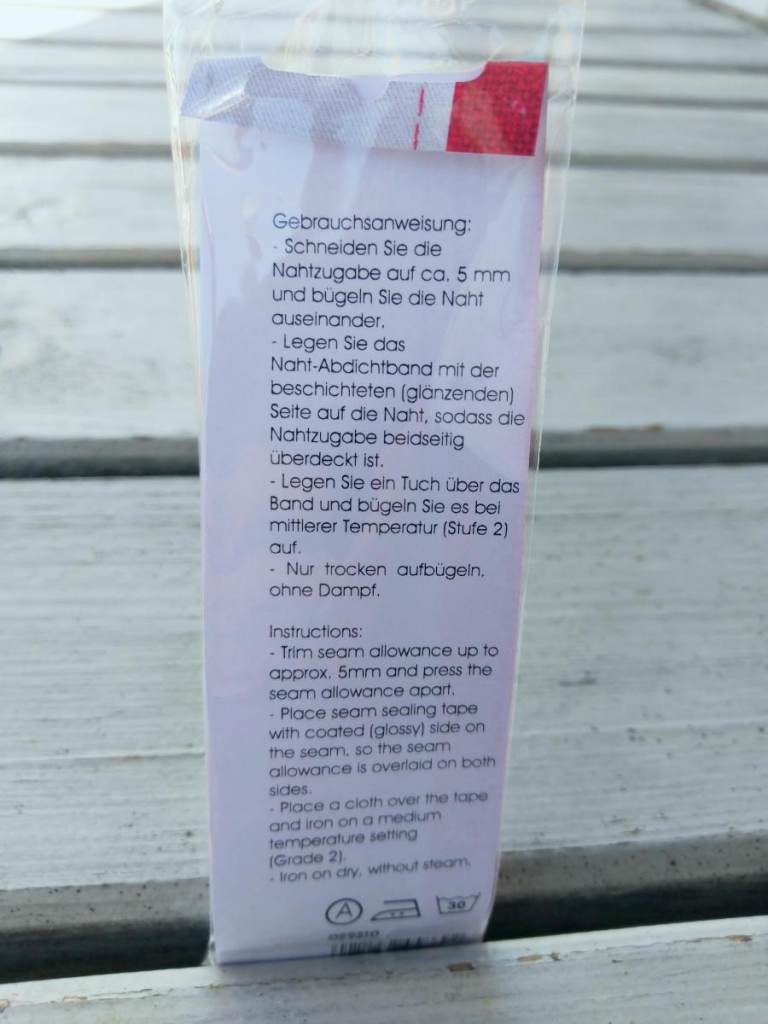 Gebrauchsanweisung:
- Schneiden Sie die
Nahtzugabe auf ca. 5 mm
und bügeln Sie die Naht
auseinander.
- Legen Sie das
Naht-Abdichtband mit der
beschichteten (glänzenden)
Seite auf die Naht, sodass die
Nahtzugabe beidseitig
überdeckt ist.
- Legen Sie ein Tuch über das
Band und bügeln Sie es bei
mittlerer Temperatur (Stufe 2)
auf.
- Nur trocken aufbügeln,
ohne Dampf.
Instructions:
- Trim seam allowance up to
approx. 5mm and press the
seam allowance apart.
- Place seam sealing tape
with coated (glossy) side on
the seam, so the seam
allowance is overlaid on both
sides.
- Place a cloth over the tape
and iron on a medium
temperature setting
(Grade 2).
- Iron on dry, without steam.
A 30